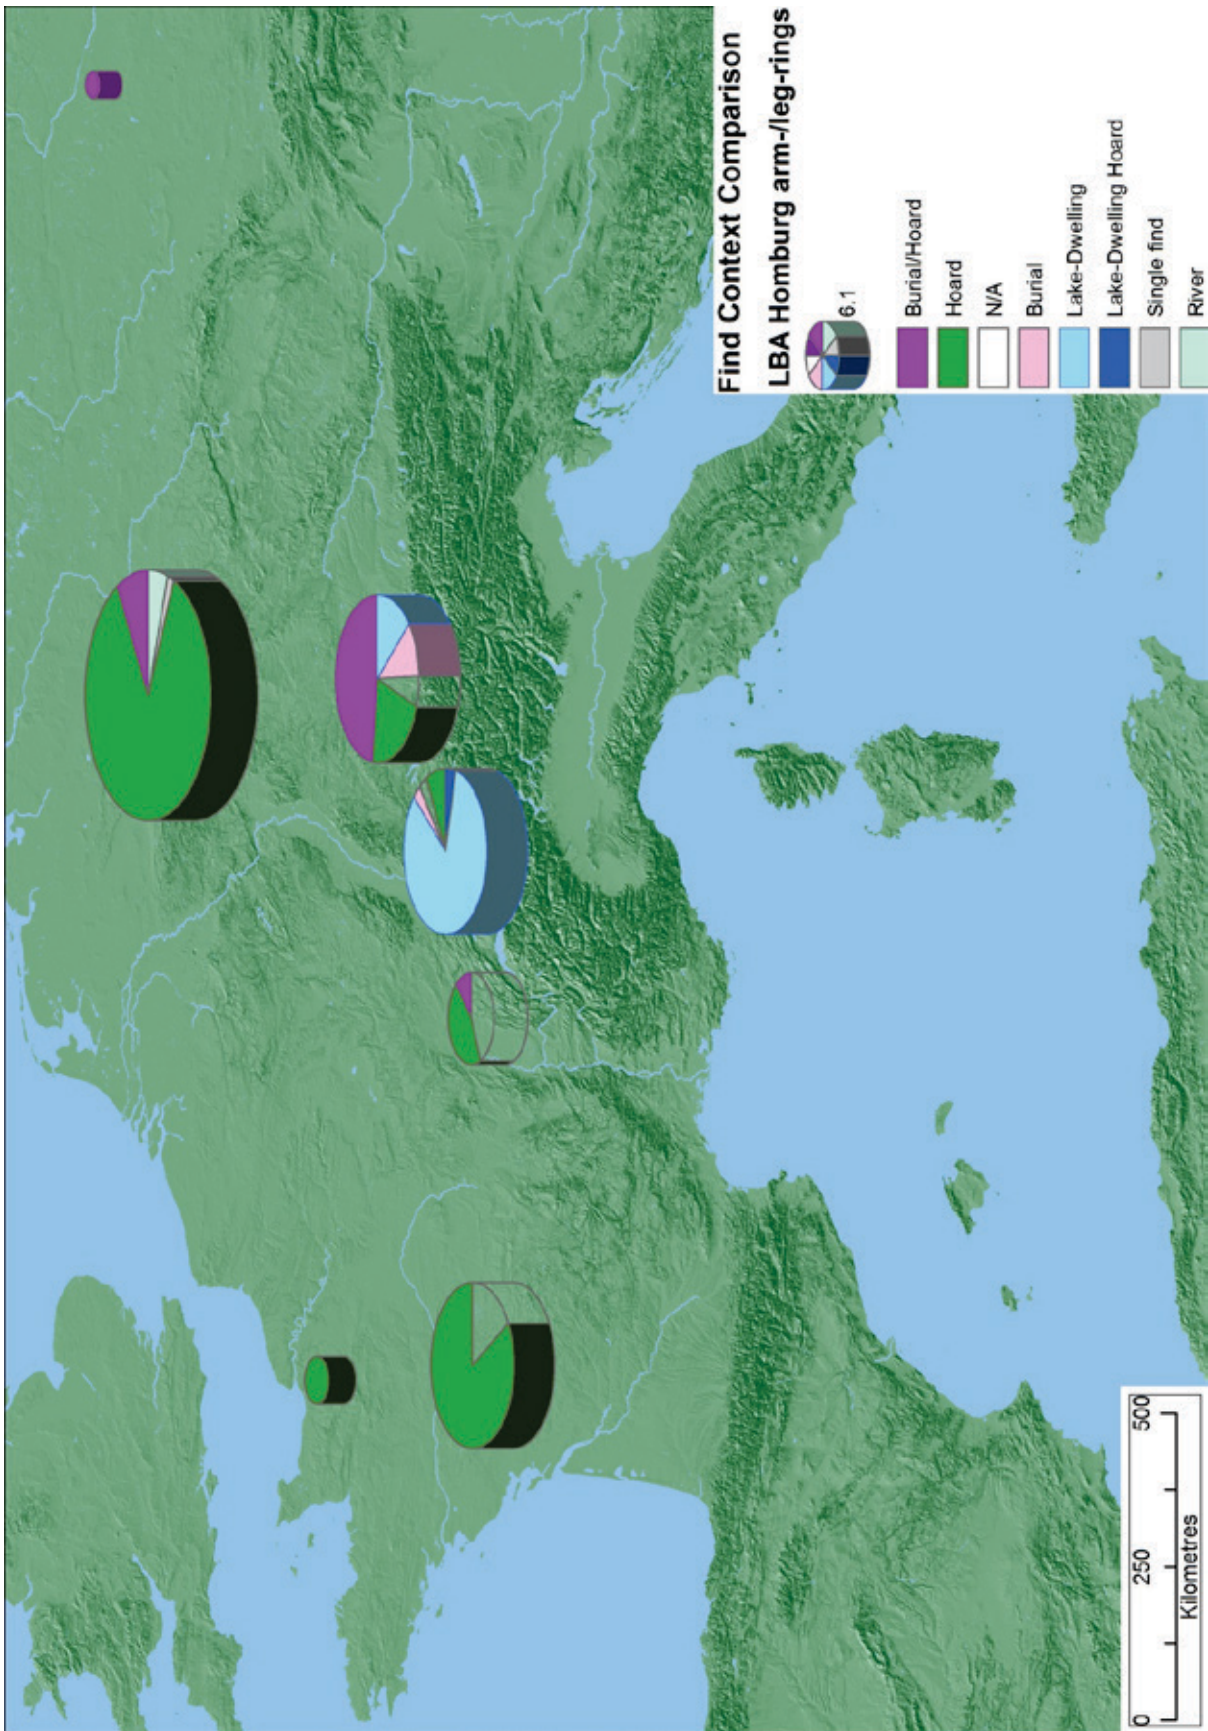 Find Context Comparison
LBA Homburg arm-/leg-rings
6.1
Burial/Hoard
Hoard
N/A
Burial
Lake-Dwelling
Lake-Dwelling Hoard
Single find
River
0 250 500
Kilometres